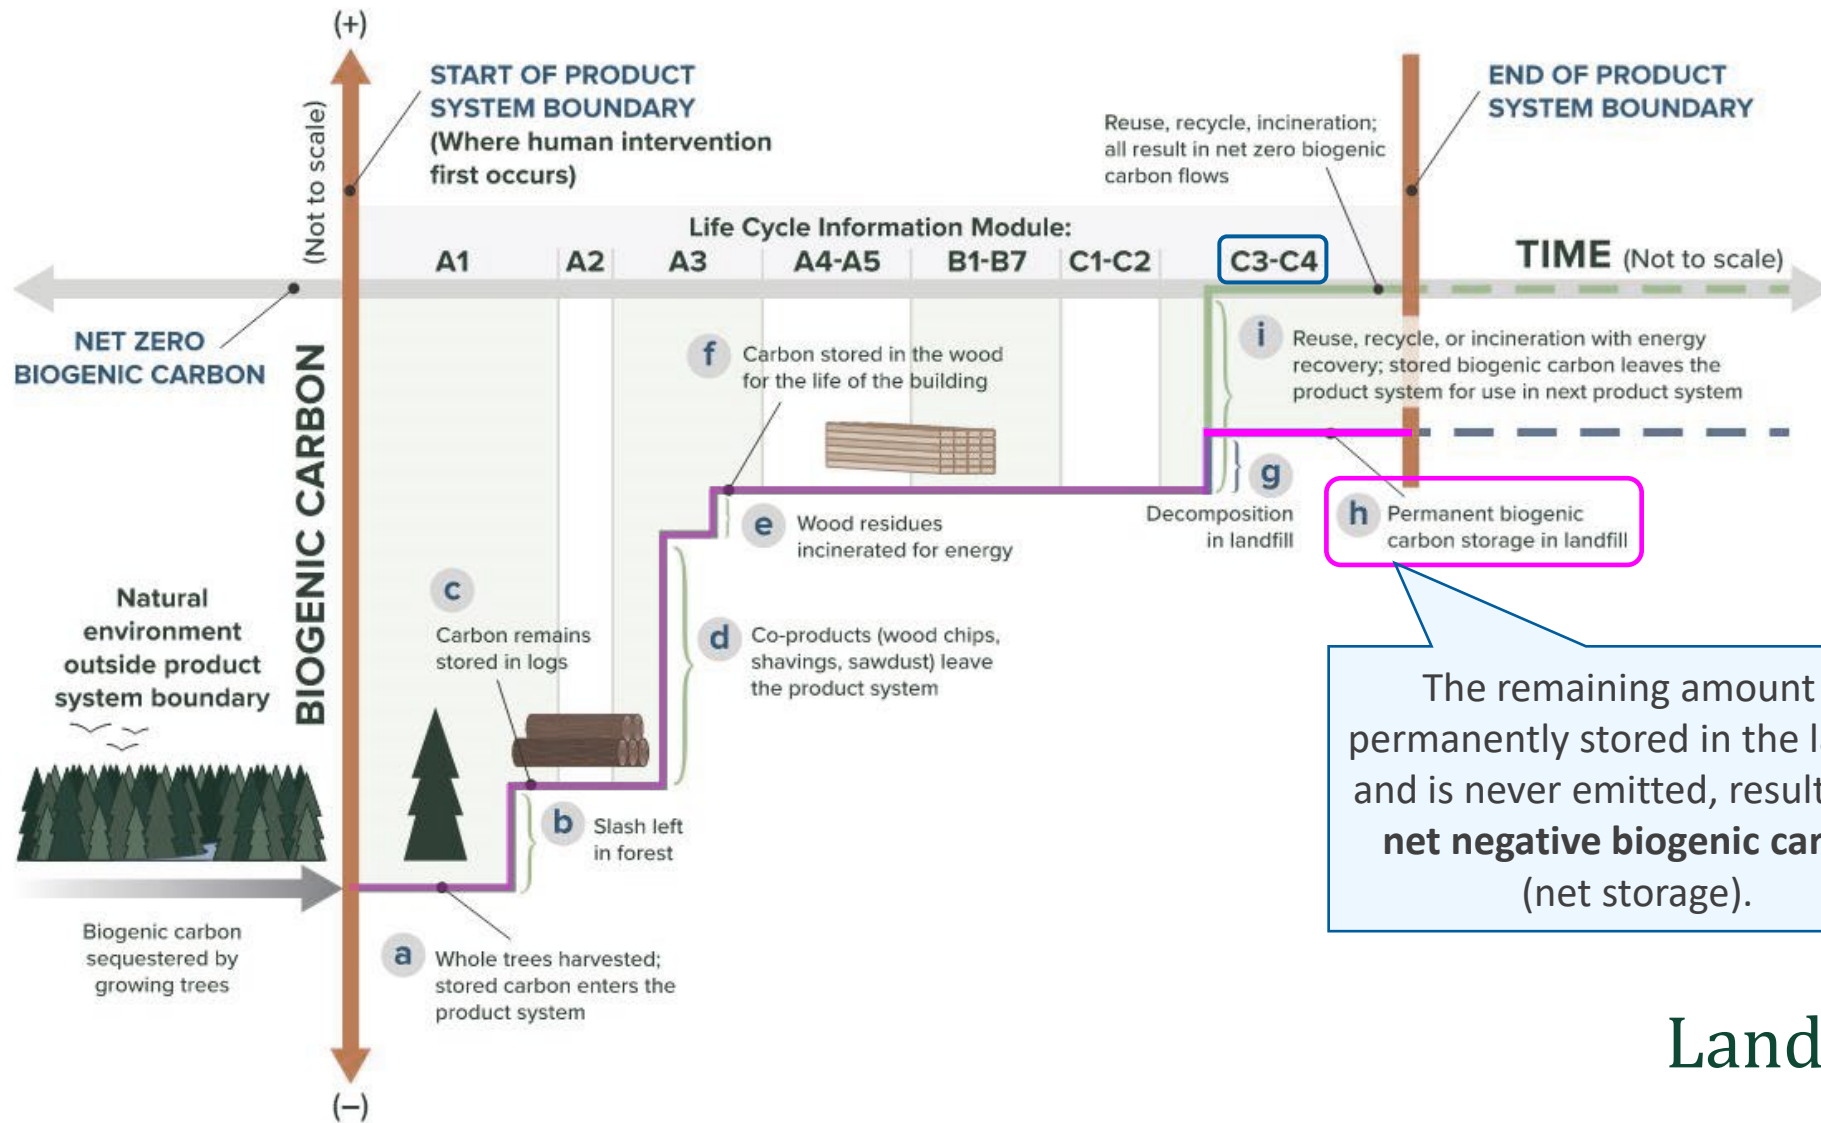 (+)
START OF PRODUCT
SYSTEM BOUNDARY
(Where human intervention
first occurs)
(Not to scale)
Reuse, recycle, incineration;
all result in net zero biogenic
carbon flows
END OF PRODUCT
SYSTEM BOUNDARY
Life Cycle Information Module:
A1 A2 A3 A4-A5 B1-B7 C1-C2 C3-C4
TIME (Not to scale)
NET ZERO
BIOGENIC CARBON
BIOGENIC CARBON
f Carbon stored in the wood
for the life of the building
i Reuse, recycle, or incineration with energy
recovery; stored biogenic carbon leaves the
product system for use in next product system
g
Decomposition
in landfill
h Permanent biogenic
carbon storage in landfill
e Wood residues
incinerated for energy
Natural
environment
outside product
system boundary
c
Carbon remains
stored in logs
d Co-products (wood chips,
shavings, sawdust) leave
the product system
b Slash left
in forest
The remaining amount
permanently stored in the
and is never emitted,
net negative biogenic
(net storage).
Biogenic carbon
sequestered by
growing trees
a Whole trees harvested;
stored carbon enters the
product system
(–)